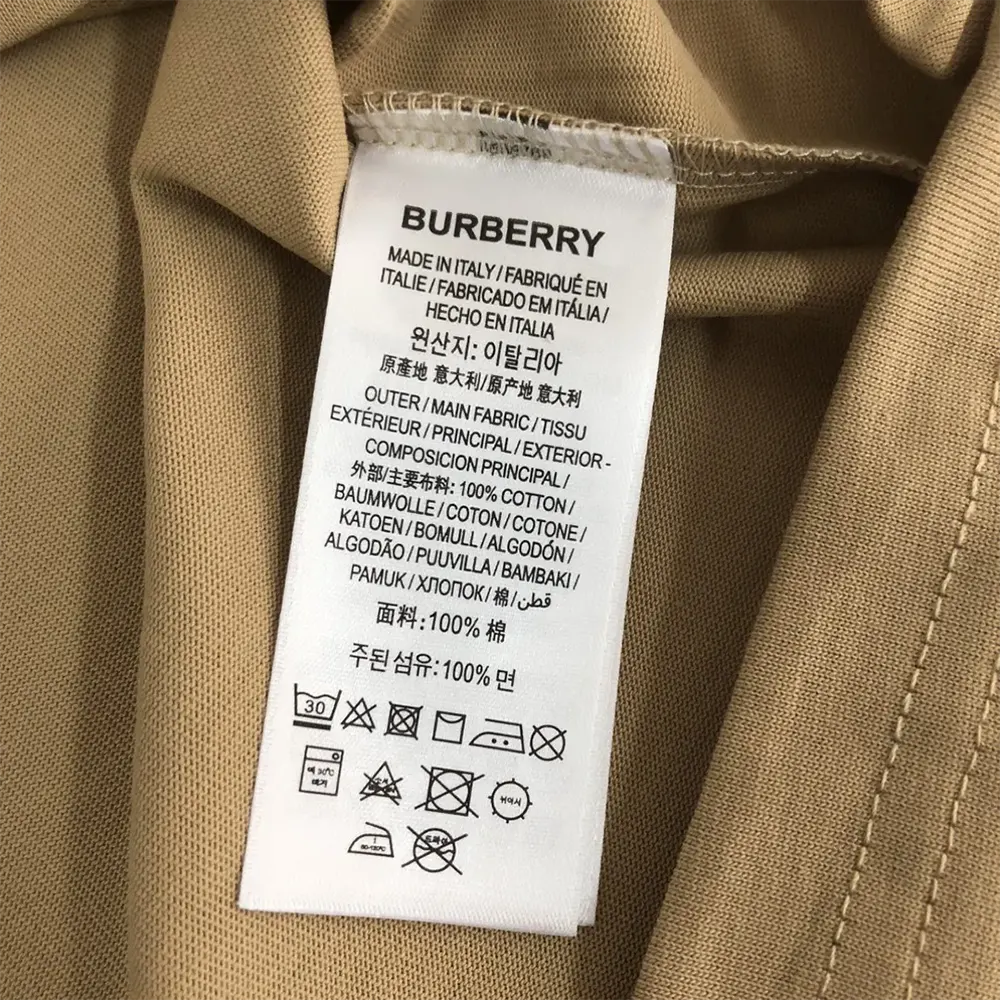 BURBERRY
MADE IN ITALY / FABRIQUÉ EN
ITALIE / FABRICADO EM ITÁLIA /
HECHO EN ITALIA
원산지: 이탈리아
原產地 意大利/原产地 意大利
OUTER / MAIN FABRIC / TISSU
EXTÉRIEUR / PRINCIPAL / EXTERIOR -
COMPOSICION PRINCIPAL /
外部/主要布料: 100% COTTON /
BAUMWOLLE / COTON / COTONE /
KATOEN / BOMULL / ALGODÓN /
ALGODÃO / PUUVILLA / BAMBAKI /
PAMUK / ХЛОПОК / 棉 / قطن
面料: 100% 棉
주된 섬유: 100% 면
30